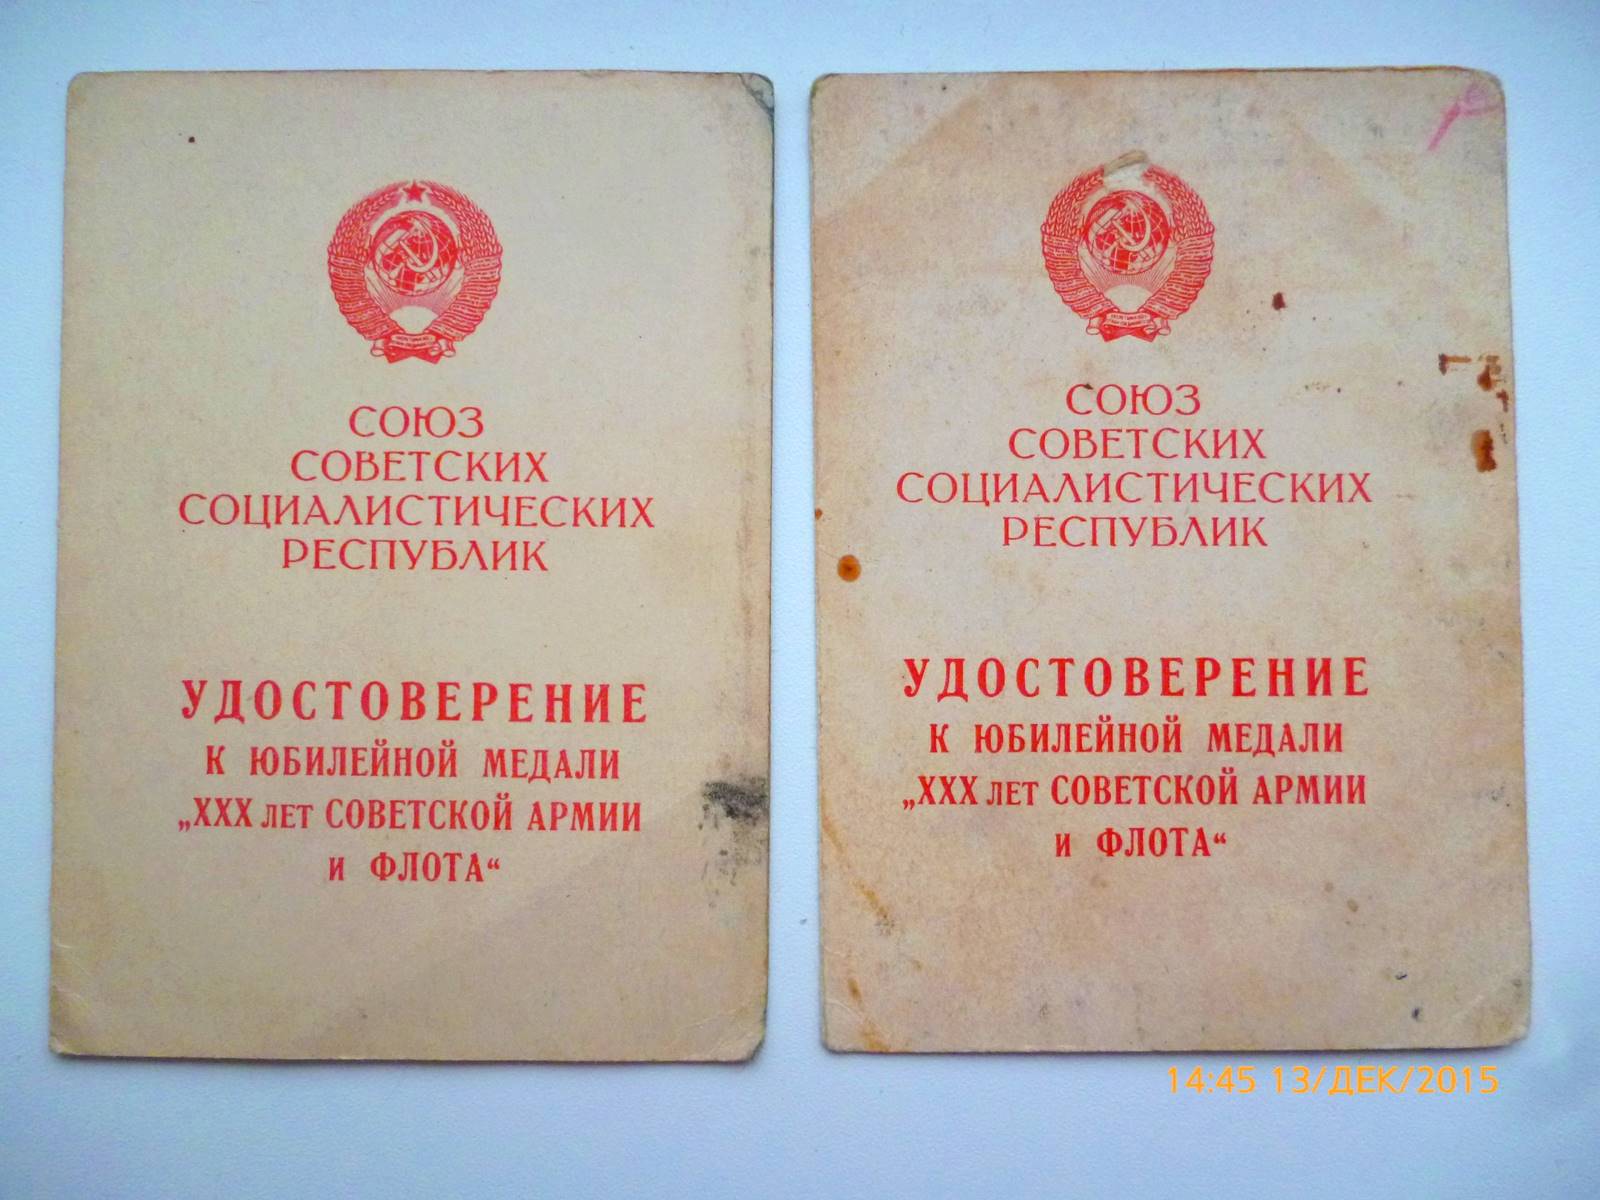 СОЮЗ
СОВЕТСКИХ
СОЦИАЛИСТИЧЕСКИХ
РЕСПУБЛИК
УДОСТОВЕРЕНИЕ
К ЮБИЛЕЙНОЙ МЕДАЛИ
„XXX ЛЕТ СОВЕТСКОЙ АРМИИ
И ФЛОТА“
СОЮЗ
СОВЕТСКИХ
СОЦИАЛИСТИЧЕСКИХ
РЕСПУБЛИК
УДОСТОВЕРЕНИЕ
К ЮБИЛЕЙНОЙ МЕДАЛИ
„XXX ЛЕТ СОВЕТСКОЙ АРМИИ
И ФЛОТА“
14:45 13/ДЕК/2015